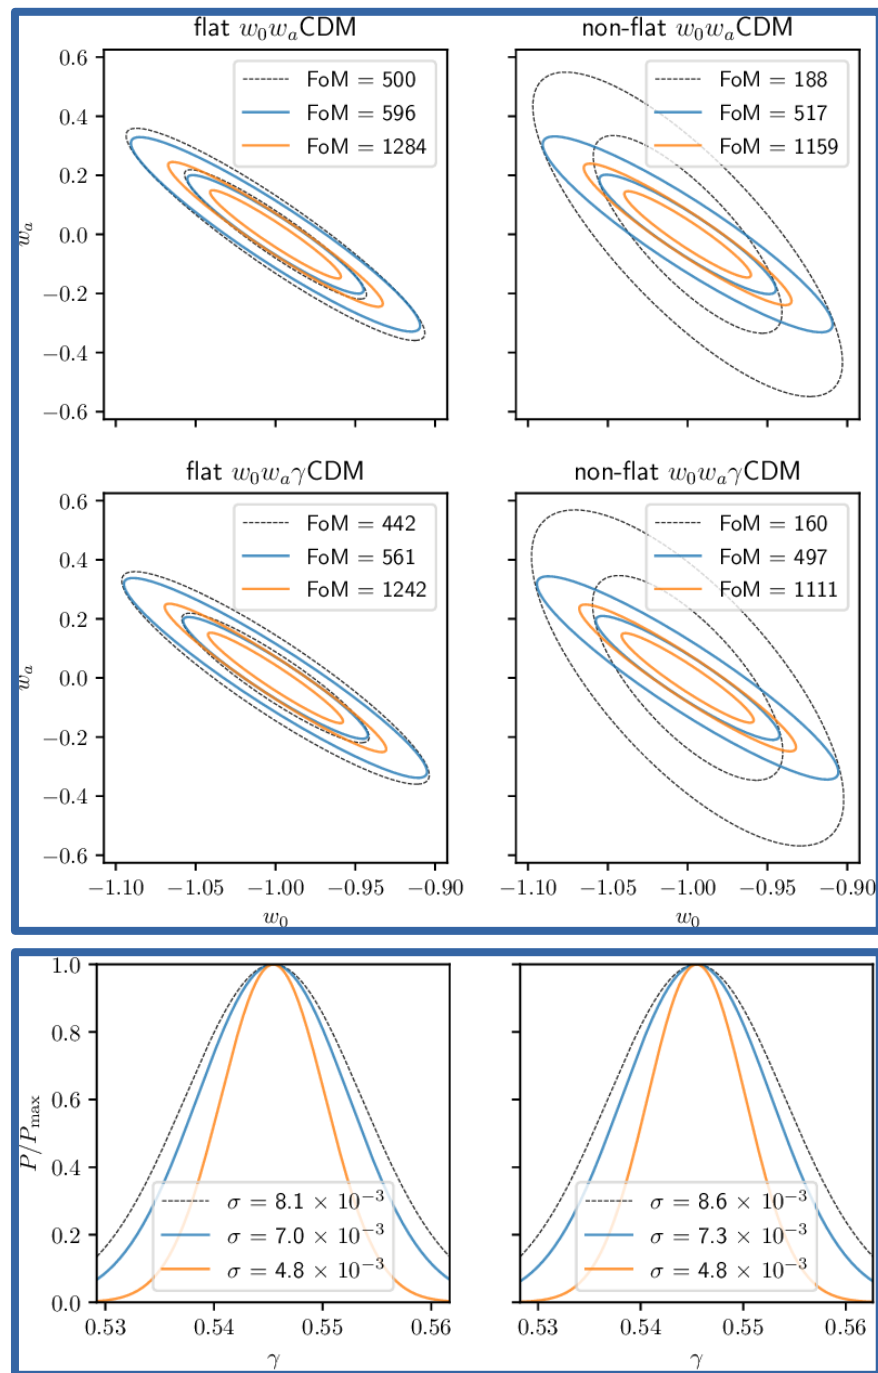 flat w₀wₐCDM
non-flat w₀wₐCDM
0.6
0.4
0.2
0.0
−0.2
−0.4
−0.6
wₐ
FoM = 500
FoM = 596
FoM = 1284
FoM = 188
FoM = 517
FoM = 1159
flat w₀wₐγCDM
non-flat w₀wₐγCDM
0.6
0.4
0.2
0.0
−0.2
−0.4
−0.6
wₐ
FoM = 442
FoM = 561
FoM = 1242
FoM = 160
FoM = 497
FoM = 1111
−1.10 −1.05 −1.00 −0.95 −0.90
w₀
−1.10 −1.05 −1.00 −0.95 −0.90
w₀
1.0
0.8
0.6
0.4
0.2
0.0
P/Pmax
σ = 8.1 × 10⁻³
σ = 7.0 × 10⁻³
σ = 4.8 × 10⁻³
σ = 8.6 × 10⁻³
σ = 7.3 × 10⁻³
σ = 4.8 × 10⁻³
0.53 0.54 0.55 0.56
γ
0.53 0.54 0.55 0.56
γ